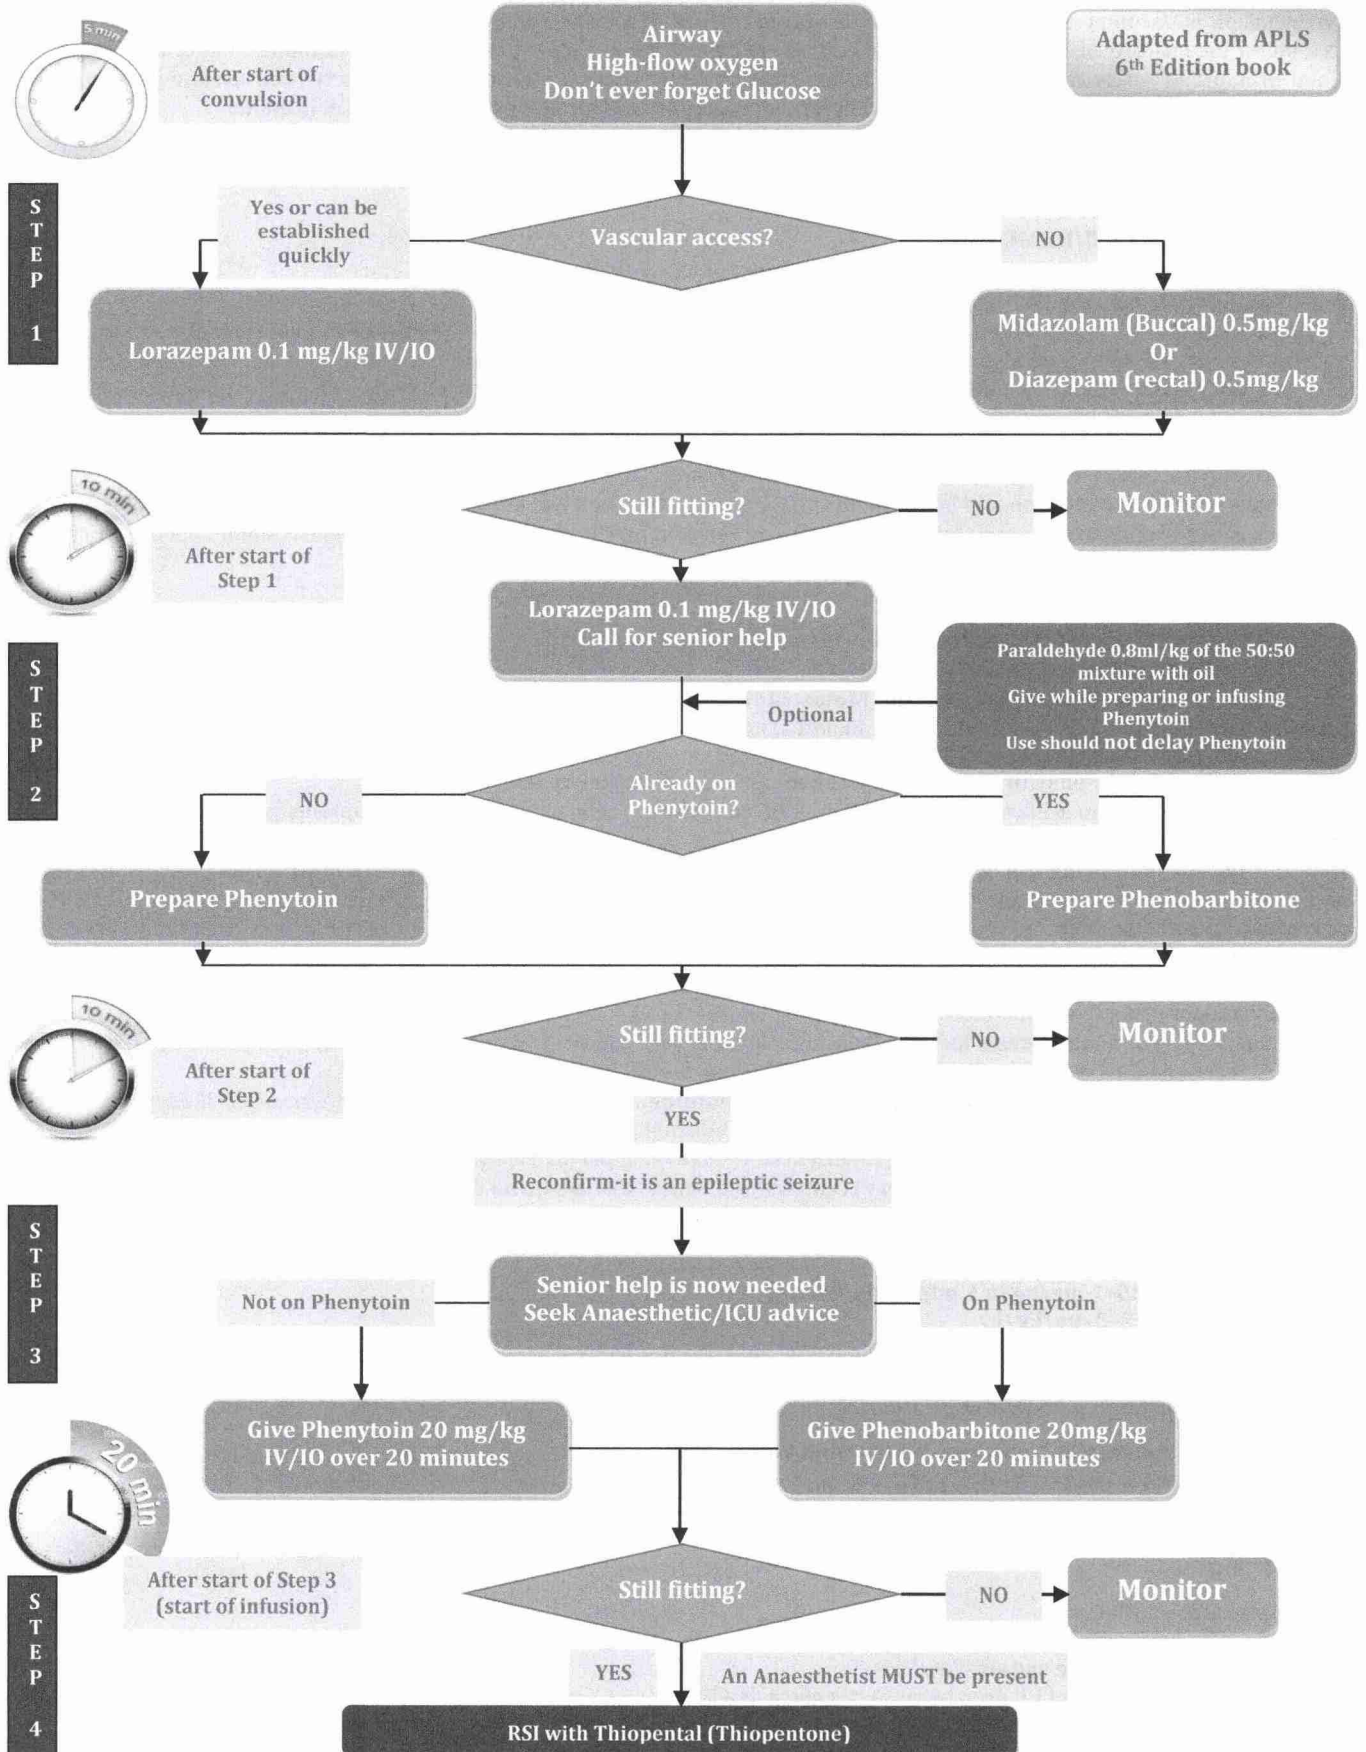 5 min
After start of
convulsion
Airway
High-flow oxygen
Don't ever forget Glucose
Adapted from APLS
6th Edition book
STEP 1
Yes or can be
established
quickly
Vascular access?
NO
Lorazepam 0.1 mg/kg IV/IO
Midazolam (Buccal) 0.5mg/kg
Or
Diazepam (rectal) 0.5mg/kg
10 min
After start of
Step 1
Still fitting?
NO
Monitor
Lorazepam 0.1 mg/kg IV/IO
Call for senior help
STEP 2
Optional
Paraldehyde 0.8ml/kg of the 50:50
mixture with oil
Give while preparing or infusing
Phenytoin
Use should not delay Phenytoin
Already on
Phenytoin?
NO
YES
Prepare Phenytoin
Prepare Phenobarbitone
10 min
After start of
Step 2
Still fitting?
NO
Monitor
YES
Reconfirm-it is an epileptic seizure
STEP 3
Senior help is now needed
Seek Anaesthetic/ICU advice
Not on Phenytoin
On Phenytoin
Give Phenytoin 20 mg/kg
IV/IO over 20 minutes
Give Phenobarbitone 20mg/kg
IV/IO over 20 minutes
20 min
After start of Step 3
(start of infusion)
STEP 4
Still fitting?
NO
Monitor
YES
An Anaesthetist MUST be present
RSI with Thiopental (Thiopentone)